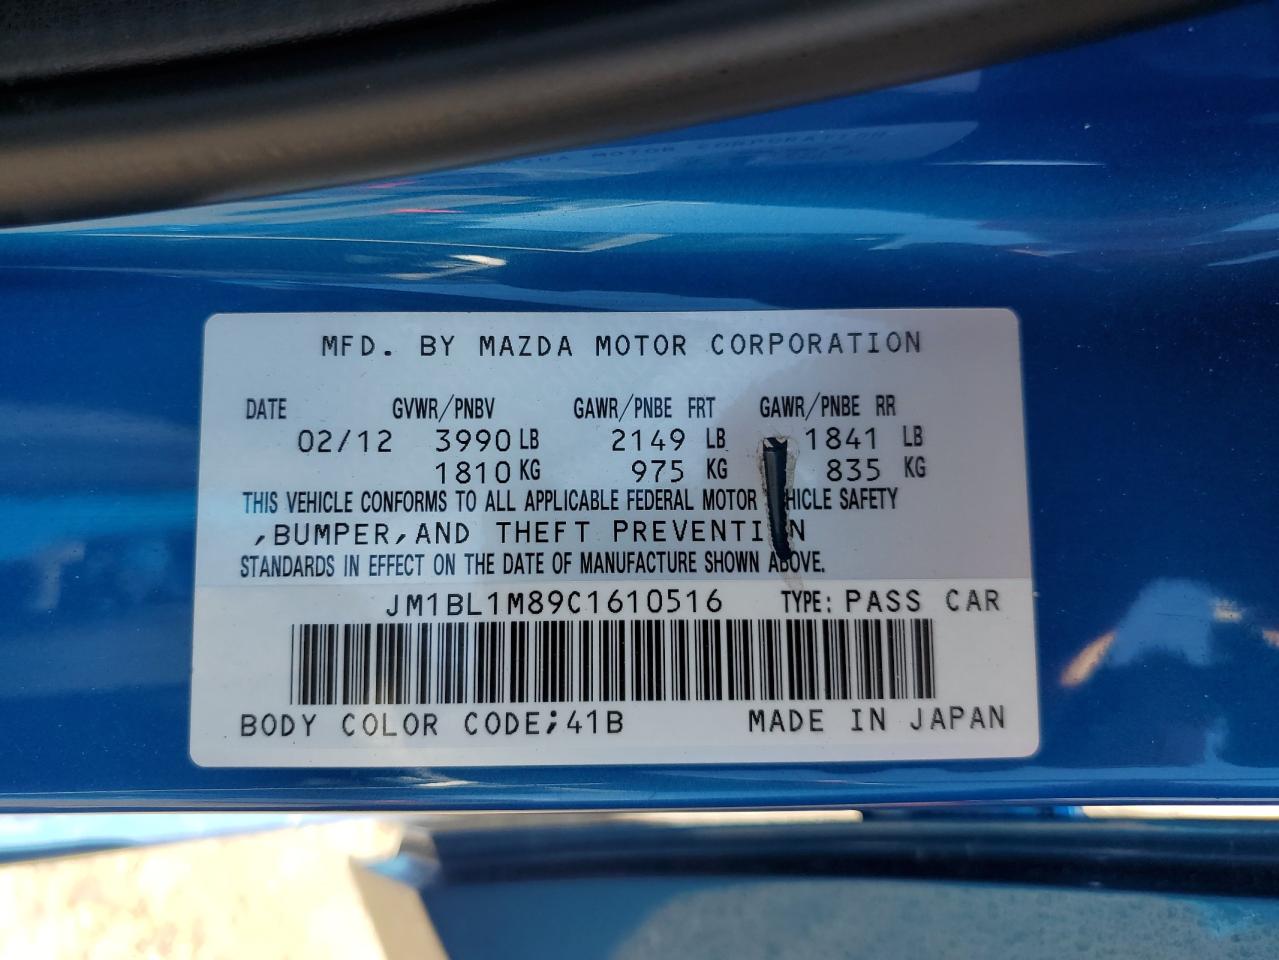 MFD. BY MAZDA MOTOR CORPORATION
DATE GVWR/PNBV GAWR/PNBE FRT GAWR/PNBE RR
02/12 3990 LB 2149 LB 1841 LB
1810 KG 975 KG 835 KG
THIS VEHICLE CONFORMS TO ALL APPLICABLE FEDERAL MOTOR HICLE SAFETY
,BUMPER,AND THEFT PREVENTI N
STANDARDS IN EFFECT ON THE DATE OF MANUFACTURE SHOWN ABOVE.
JM1BL1M89C1610516 TYPE: PASS CAR
BODY COLOR CODE;41B MADE IN JAPAN